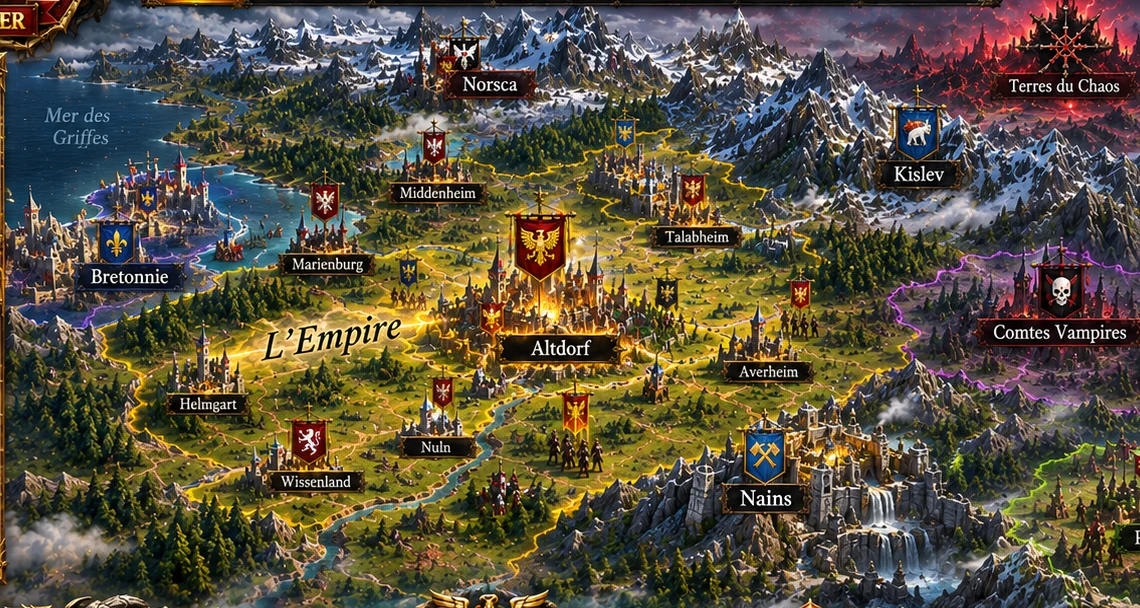 ER
Norsca
Terres du Chaos
Mer des
Griffes
Kislev
Middenheim
Talabheim
Marienburg
Bretonnie
L'Empire
Altdorf
Comtes Vampires
Averheim
Helmgart
Nuln
Wissenland
Nains